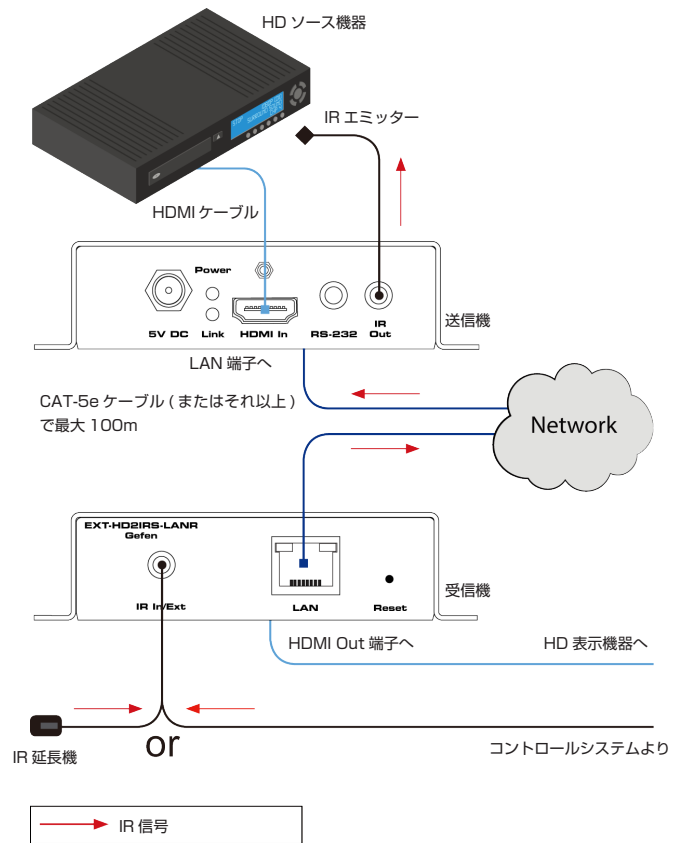 HD ソース機器
IR エミッター
HDMI ケーブル
Power
5V DC
Link
HDMI In
RS-232
IR
Out
送信機
LAN 端子へ
CAT-5e ケーブル ( またはそれ以上 )
で最大 100m
Network
EXT-HD2IRS-LANR
Gefen
IR In/Ext
LAN
Reset
受信機
HDMI Out 端子へ
HD 表示機器へ
IR 延長機
or
コントロールシステムより
IR 信号